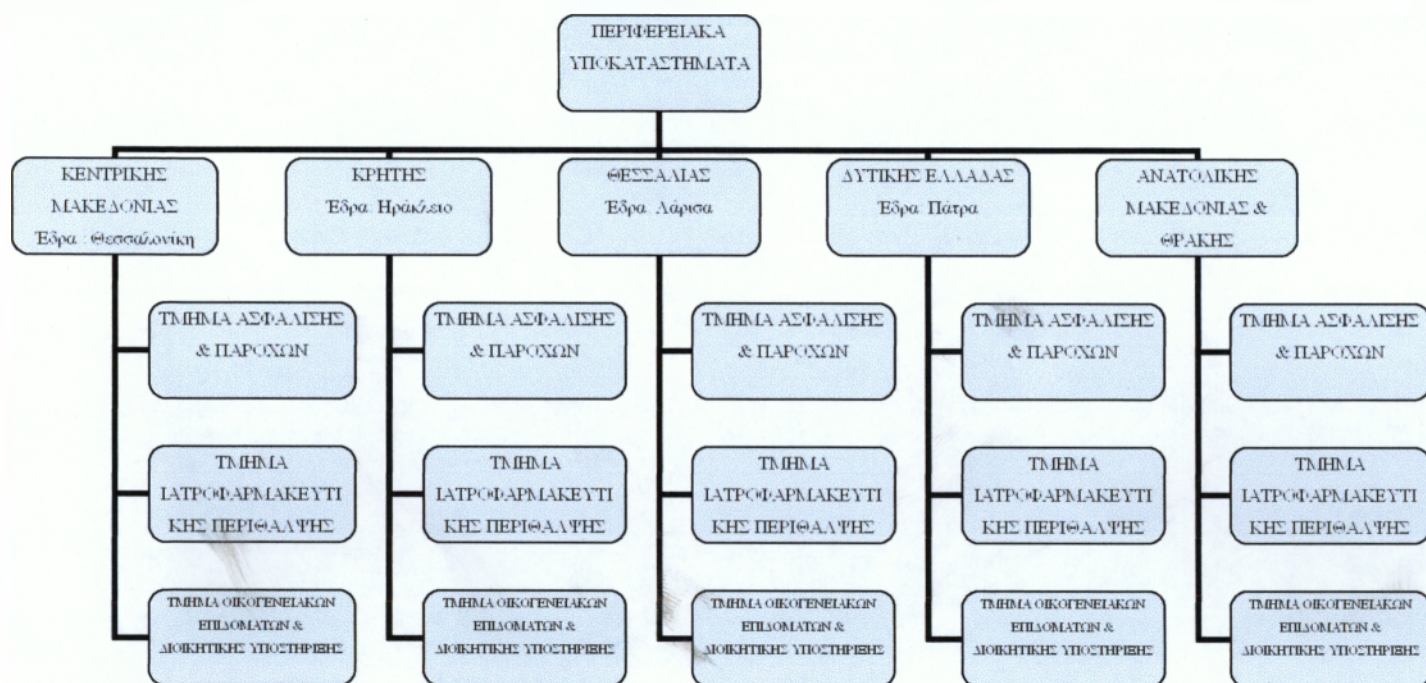 ΠΕΡΙΦΕΡΕΙΑΚΑ
ΥΠΟΚΑΤΑΣΤΗΜΑΤΑ
ΚΕΝΤΡΙΚΗΣ
ΜΑΚΕΔΟΝΙΑΣ
Έδρα : Θεσσαλονίκη
ΚΡΗΤΗΣ
Έδρα: Ηράκλειο
ΘΕΣΣΑΛΙΑΣ
Έδρα: Λάρισα
ΔΥΤΙΚΗΣ ΕΛΛΑΔΑΣ
Έδρα: Πάτρα
ΑΝΑΤΟΛΙΚΗΣ
ΜΑΚΕΔΟΝΙΑΣ &
ΘΡΑΚΗΣ
ΤΜΗΜΑ ΑΣΦΑΛΙΣΗΣ
& ΠΑΡΟΧΩΝ
ΤΜΗΜΑ ΑΣΦΑΛΙΣΗΣ
& ΠΑΡΟΧΩΝ
ΤΜΗΜΑ ΑΣΦΑΛΙΣΗΣ
& ΠΑΡΟΧΩΝ
ΤΜΗΜΑ ΑΣΦΑΛΙΣΗΣ
& ΠΑΡΟΧΩΝ
ΤΜΗΜΑ ΑΣΦΑΛΙΣΗΣ
& ΠΑΡΟΧΩΝ
ΤΜΗΜΑ
ΙΑΤΡΟΦΑΡΜΑΚΕΥΤΙ
ΚΗΣ ΠΕΡΙΘΑΛΨΗΣ
ΤΜΗΜΑ
ΙΑΤΡΟΦΑΡΜΑΚΕΥΤΙ
ΚΗΣ ΠΕΡΙΘΑΛΨΗΣ
ΤΜΗΜΑ
ΙΑΤΡΟΦΑΡΜΑΚΕΥΤΙ
ΚΗΣ ΠΕΡΙΘΑΛΨΗΣ
ΤΜΗΜΑ
ΙΑΤΡΟΦΑΡΜΑΚΕΥΤΙ
ΚΗΣ ΠΕΡΙΘΑΛΨΗΣ
ΤΜΗΜΑ
ΙΑΤΡΟΦΑΡΜΑΚΕΥΤΙ
ΚΗΣ ΠΕΡΙΘΑΛΨΗΣ
ΤΜΗΜΑ ΟΙΚΟΓΕΝΕΙΑΚΩΝ
ΕΠΙΔΟΜΑΤΩΝ &
ΔΙΟΙΚΗΤΙΚΗΣ ΥΠΟΣΤΗΡΙΞΗΣ
ΤΜΗΜΑ ΟΙΚΟΓΕΝΕΙΑΚΩΝ
ΕΠΙΔΟΜΑΤΩΝ &
ΔΙΟΙΚΗΤΙΚΗΣ ΥΠΟΣΤΗΡΙΞΗΣ
ΤΜΗΜΑ ΟΙΚΟΓΕΝΕΙΑΚΩΝ
ΕΠΙΔΟΜΑΤΩΝ &
ΔΙΟΙΚΗΤΙΚΗΣ ΥΠΟΣΤΗΡΙΞΗΣ
ΤΜΗΜΑ ΟΙΚΟΓΕΝΕΙΑΚΩΝ
ΕΠΙΔΟΜΑΤΩΝ &
ΔΙΟΙΚΗΤΙΚΗΣ ΥΠΟΣΤΗΡΙΞΗΣ
ΤΜΗΜΑ ΟΙΚΟΓΕΝΕΙΑΚΩΝ
ΕΠΙΔΟΜΑΤΩΝ &
ΔΙΟΙΚΗΤΙΚΗΣ ΥΠΟΣΤΗΡΙΞΗΣ